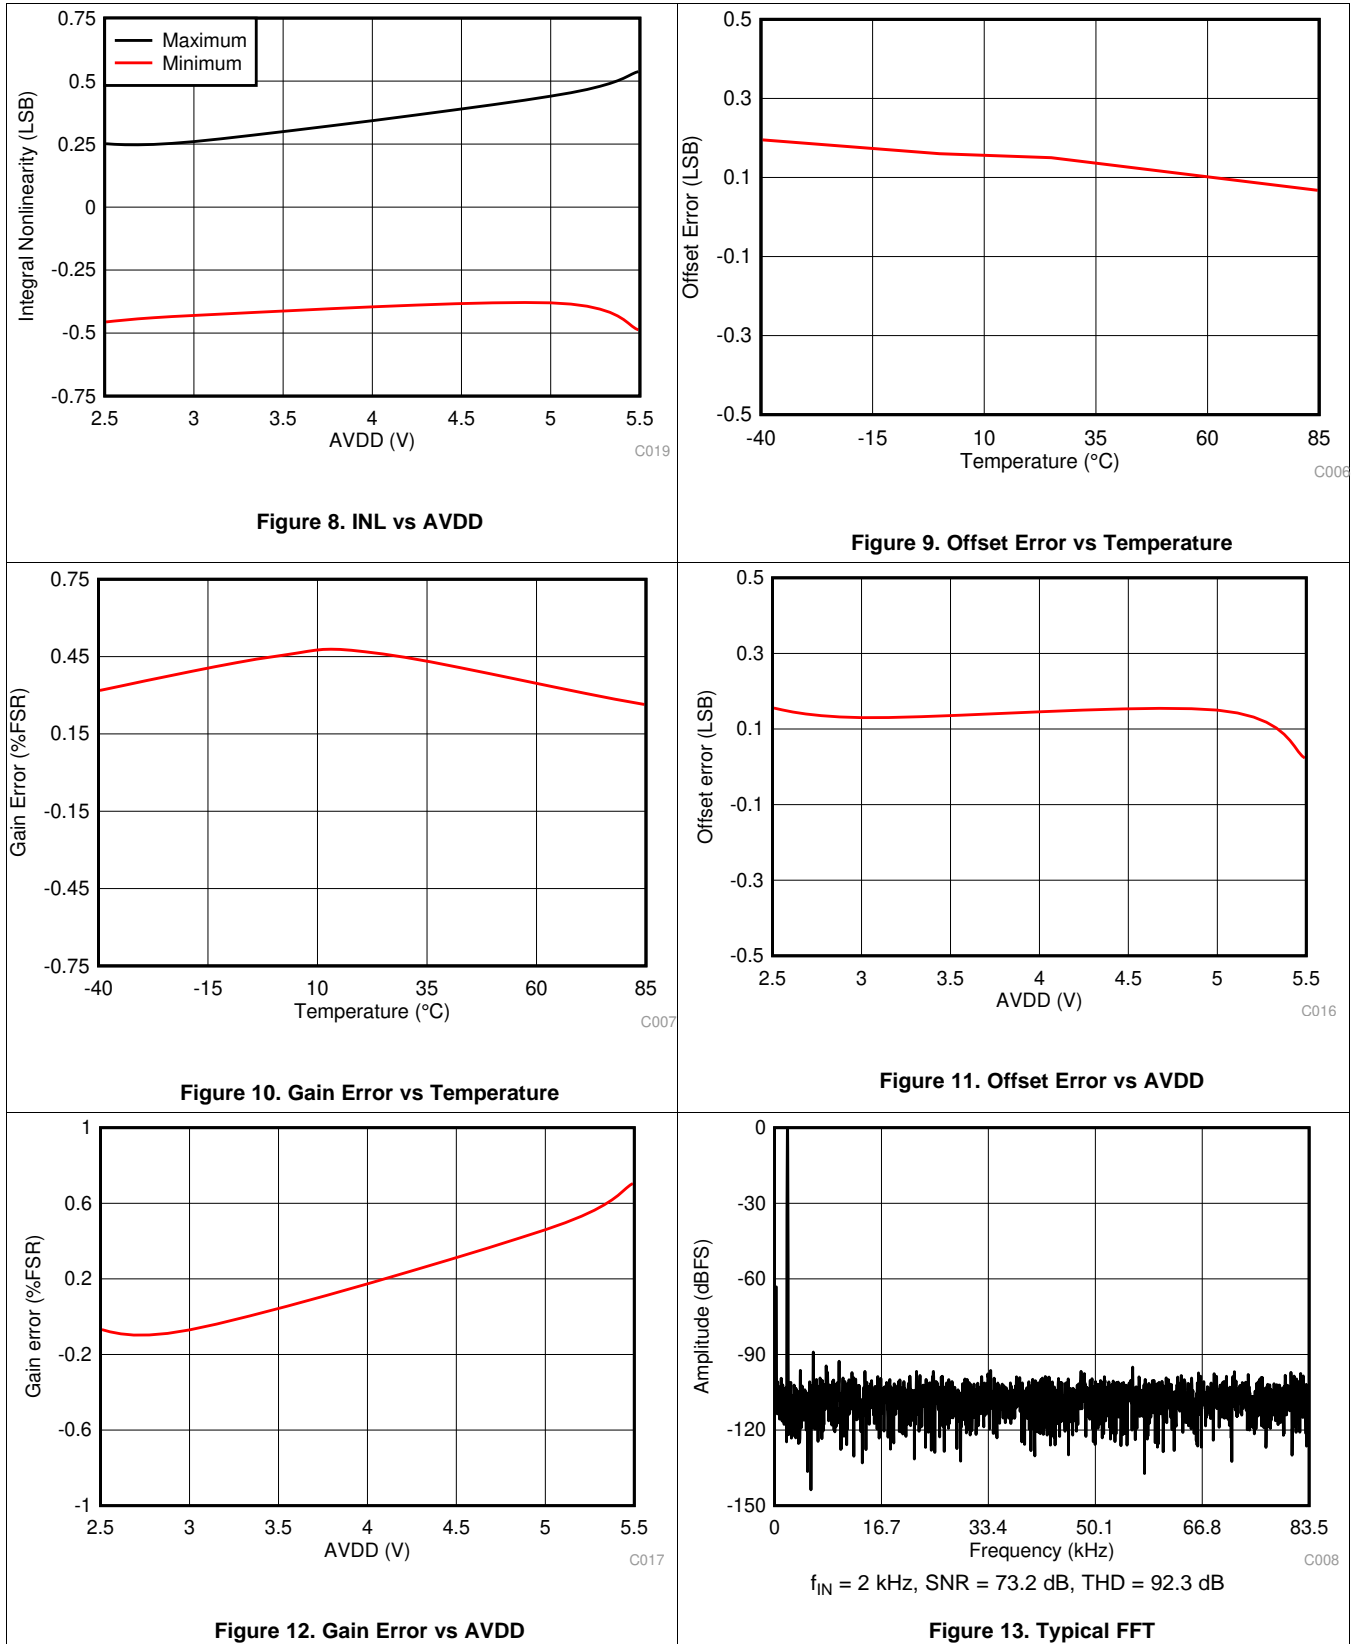 0.75
0.5
0.25
0
-0.25
-0.5
-0.75
Integral Nonlinearity (LSB)
Maximum
Minimum
2.5 3 3.5 4 4.5 5 5.5
AVDD (V)
C019
Figure 8. INL vs AVDD
0.5
0.3
0.1
-0.1
-0.3
-0.5
Offset Error (LSB)
-40 -15 10 35 60 85
Temperature (°C)
C006
Figure 9. Offset Error vs Temperature
0.75
0.45
0.15
-0.15
-0.45
-0.75
Gain Error (%FSR)
-40 -15 10 35 60 85
Temperature (°C)
C007
Figure 10. Gain Error vs Temperature
0.5
0.3
0.1
-0.1
-0.3
-0.5
Offset error (LSB)
2.5 3 3.5 4 4.5 5 5.5
AVDD (V)
C016
Figure 11. Offset Error vs AVDD
1
0.6
0.2
-0.2
-0.6
-1
Gain error (%FSR)
2.5 3 3.5 4 4.5 5 5.5
AVDD (V)
C017
Figure 12. Gain Error vs AVDD
0
-30
-60
-90
-120
-150
Amplitude (dBFS)
0 16.7 33.4 50.1 66.8 83.5
Frequency (kHz)
C008
fIN = 2 kHz, SNR = 73.2 dB, THD = 92.3 dB
Figure 13. Typical FFT